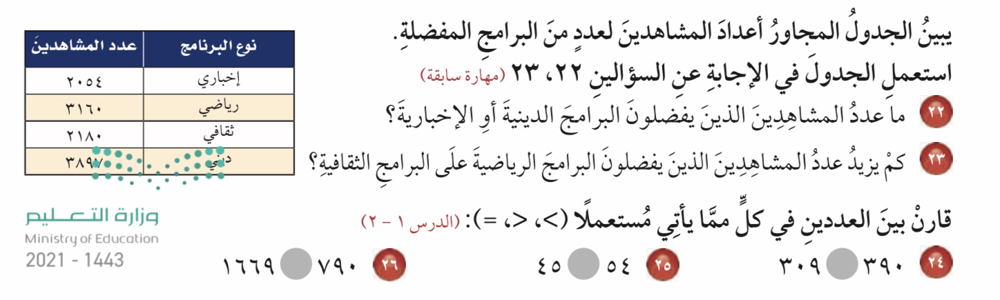 يبينُ الجدولُ المجاورُ أعدادَ المشاهدينَ لعددٍ منَ البرامجِ المفضلةِ.
استعملِ الجدولَ في الإجابةِ عنِ السؤالينِ ٢٢، ٢٣ (مهارة سابقة)
٢٢ ما عددُ المشاهِدِينَ الذينَ يفضلونَ البرامجَ الدينيةَ أوِ الإخباريةَ؟
٢٣ كمْ يزيدُ عددُ المشاهِدِينَ الذينَ يفضلونَ البرامجَ الرياضيةَ علَى البرامجِ الثقافيةِ؟
نوع البرنامج عدد المشاهدينَ
إخباري ٢٠٥٤
رياضي ٣١٦٠
ثقافي ٢١٨٠
ديني ٣٨٩٧
قارنْ بينَ العددينِ في كلٍّ ممَّا يأتِي مُستعملًا (>، <، =): (الدرس ١ - ٢)
٢٤ ٣٩٠ ٣٠٩
٢٥ ٥٤ ٤٥
٢٦ ٧٩٠ ١٦٦٩
وزارة التعليم
Ministry of Education
2021 - 1443